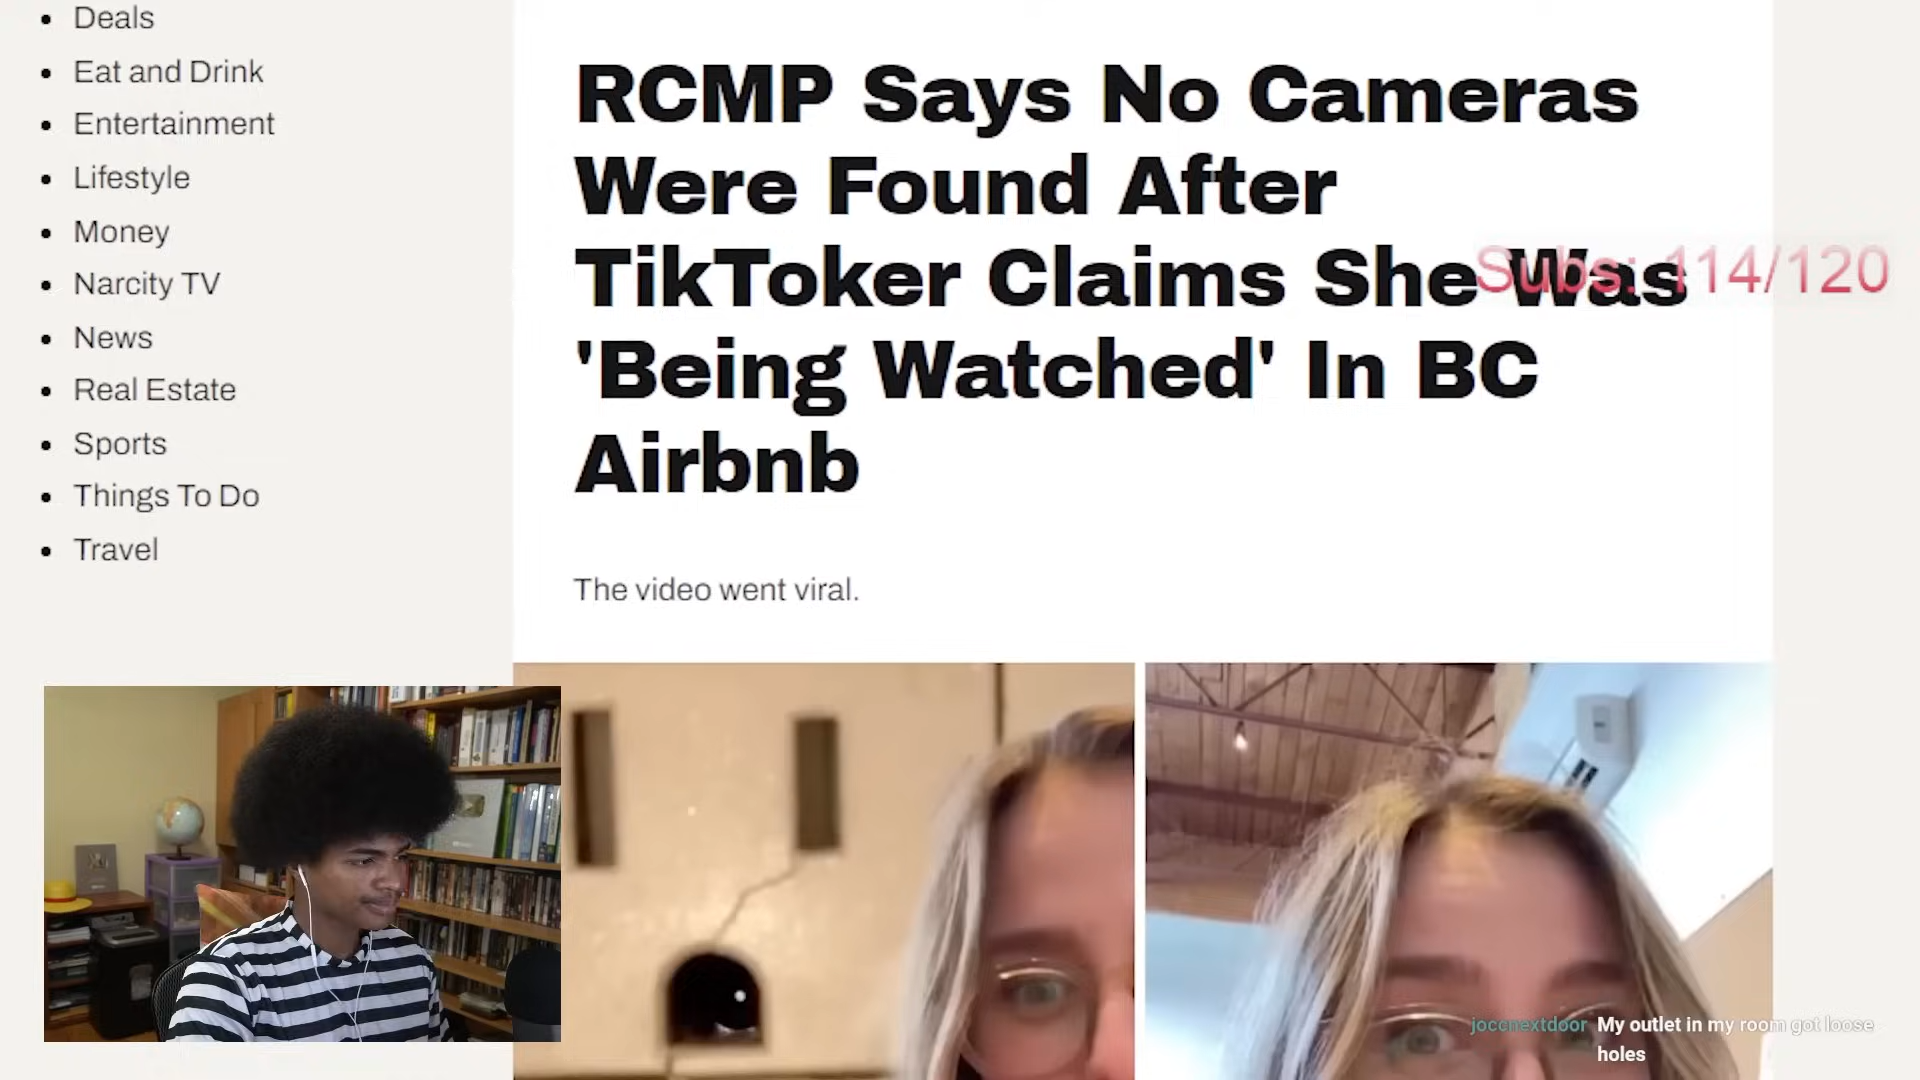 Deals
Eat and Drink
Entertainment
Lifestyle
Money
Narcity TV
News
Real Estate
Sports
Things To Do
Travel
RCMP Says No Cameras
Were Found After
TikToker Claims She Was
'Being Watched' In BC
Airbnb
Subs: 114/120
The video went viral.
joccnextdoor My outlet in my room got loose
holes